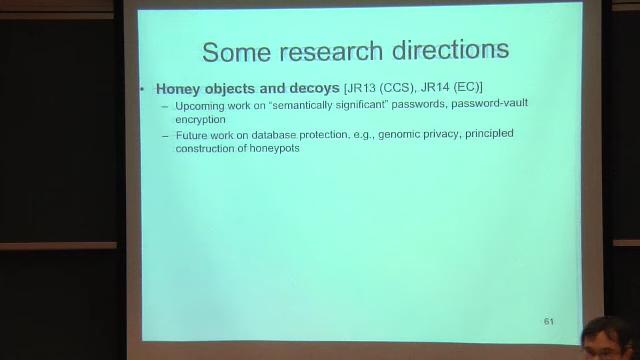 Some research directions
• Honey objects and decoys [JR13 (CCS), JR14 (EC)]
– Upcoming work on “semantically significant” passwords, password-vault
encryption
– Future work on database protection, e.g., genomic privacy, principled
construction of honeypots
61